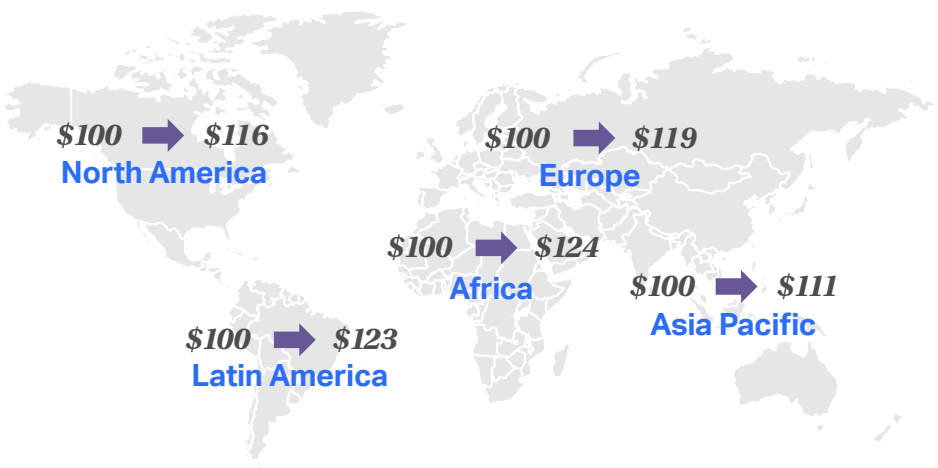 $100 $116
North America
$100 $119
Europe
$100 $124
Africa
$100 $111
Asia Pacific
$100 $123
Latin America